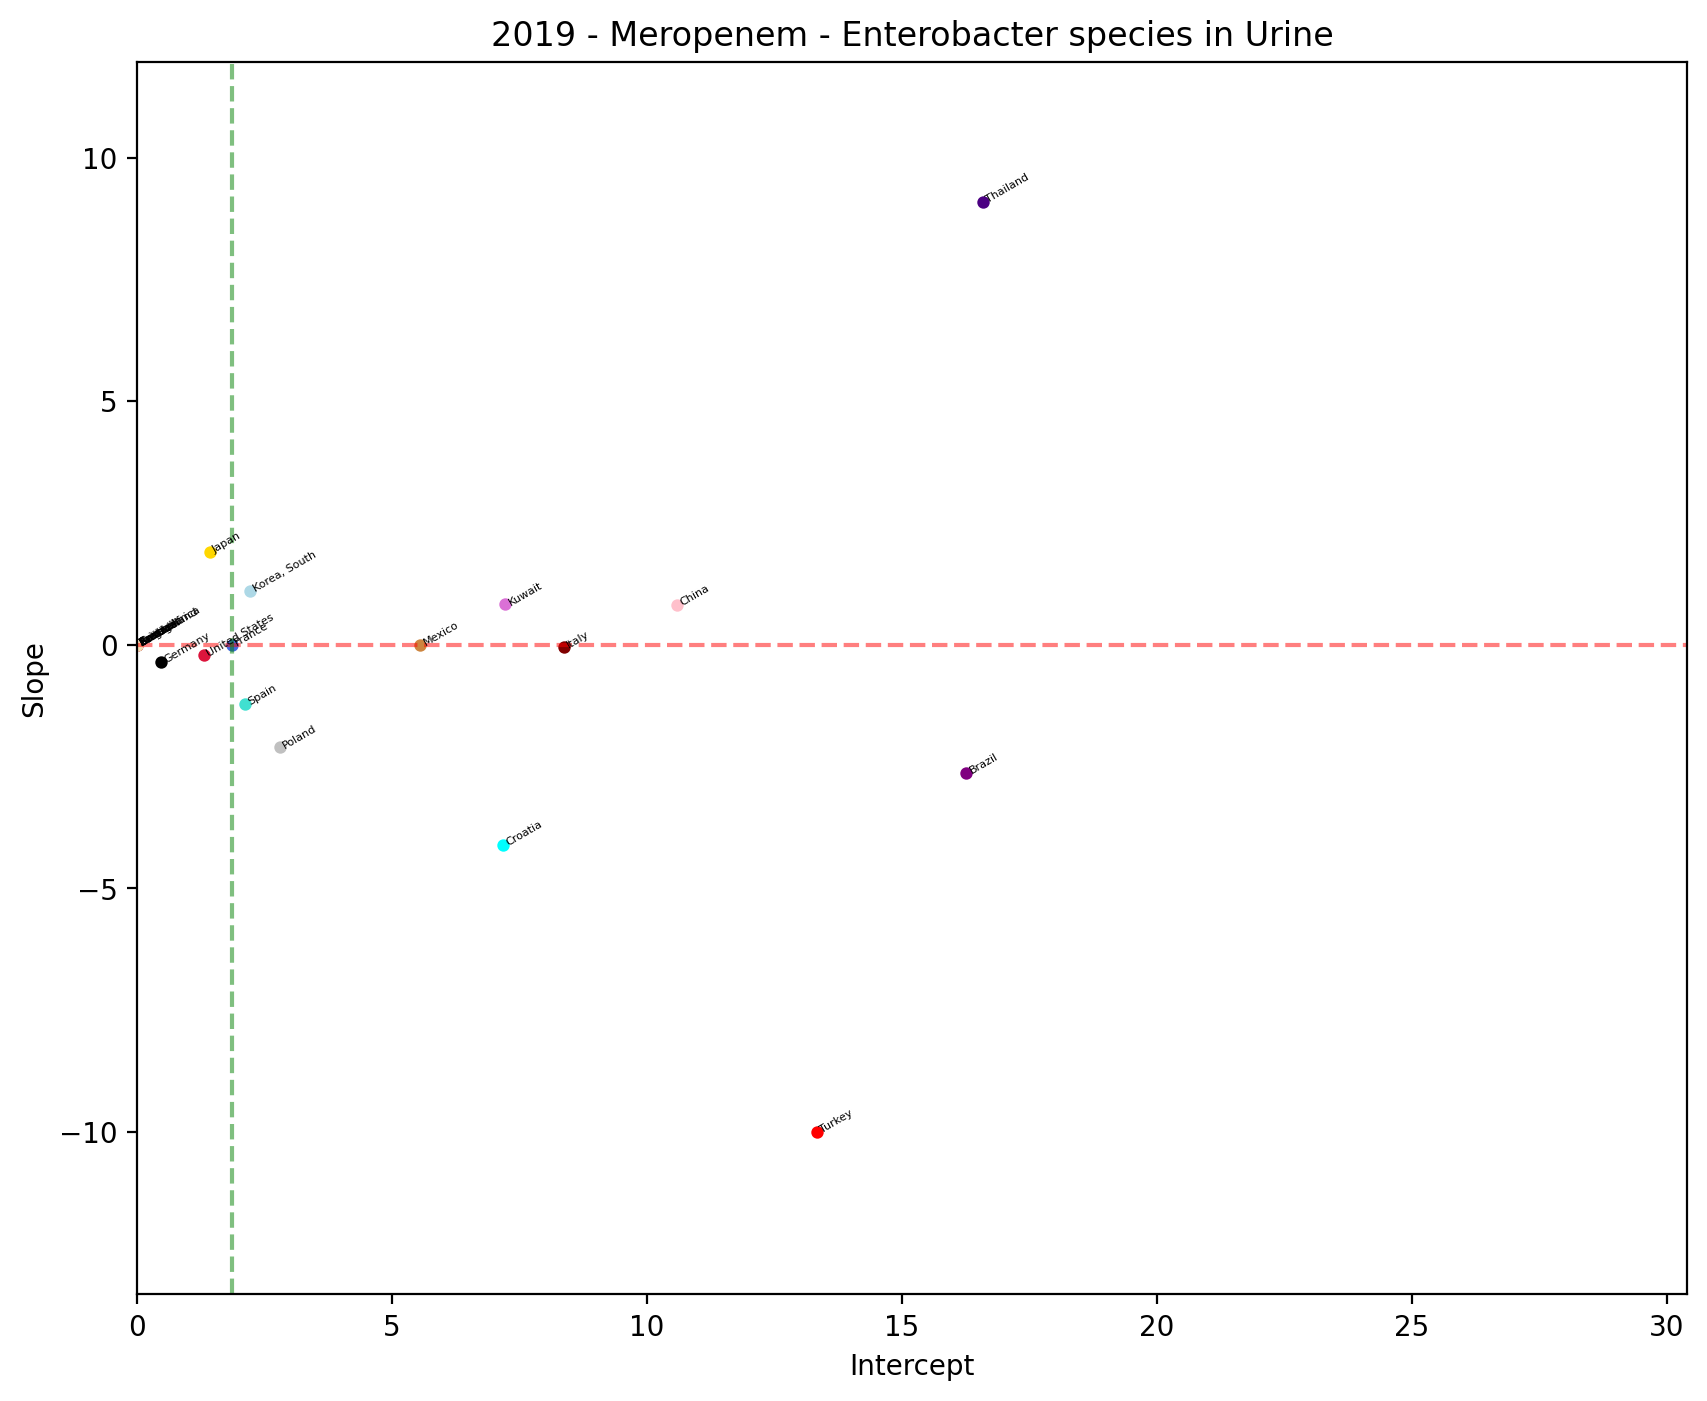 2019 - Meropenem - Enterobacter species in Urine
10
5
0
−5
−10
Slope
Thailand
Japan
Korea, South
Kuwait
China
Germany
United States
France
Mexico
Italy
Spain
Poland
Brazil
Croatia
Turkey
0
5
10
15
20
25
30
Intercept